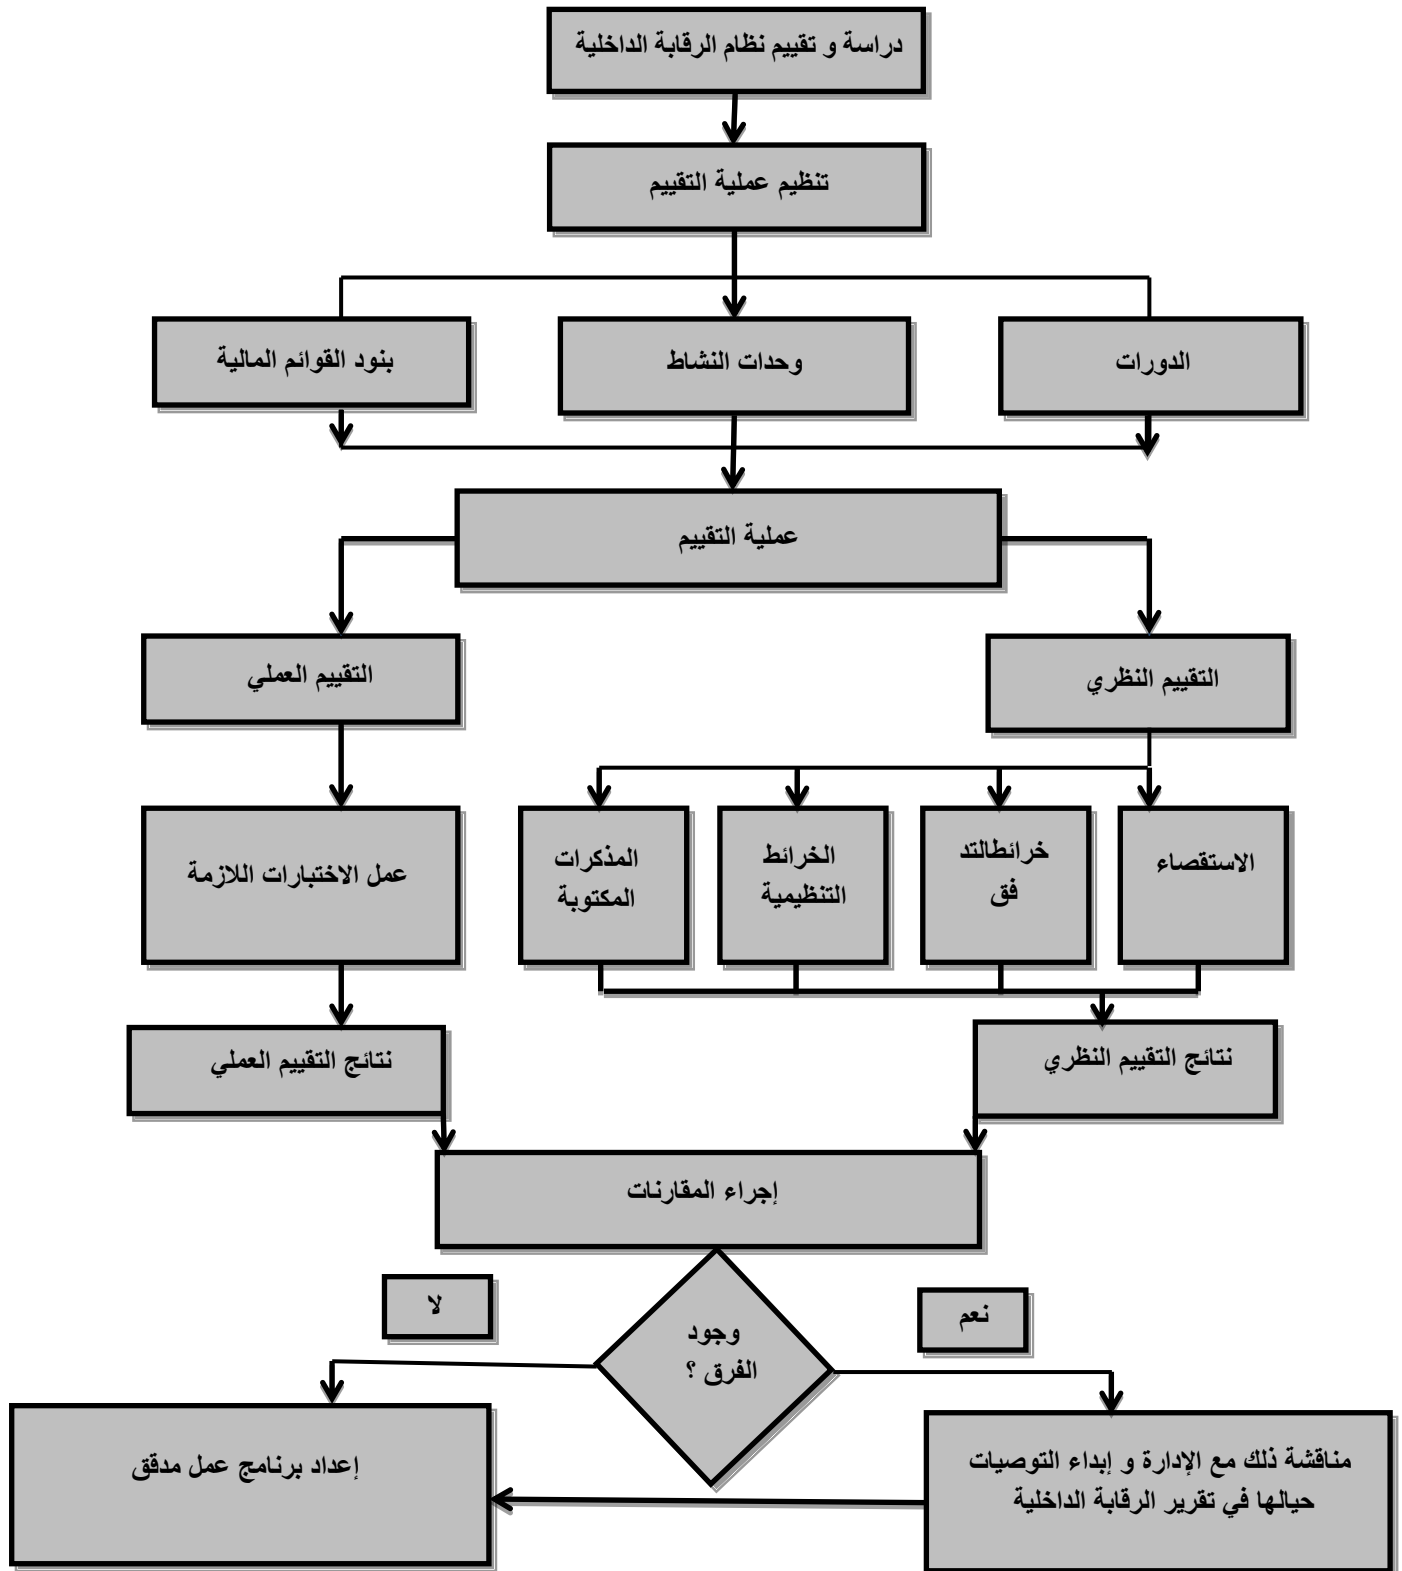 دراسة و تقييم نظام الرقابة الداخلية
تنظيم عملية التقييم
الدورات
وحدات النشاط
بنود القوائم المالية
عملية التقييم
التقييم النظري
التقييم العملي
الاستقصاء
خرائطالتد
فق
الخرائط
التنظيمية
المذكرات
المكتوبة
عمل الاختبارات اللازمة
نتائج التقييم النظري
نتائج التقييم العملي
إجراء المقارنات
وجود
الفرق ؟
نعم
لا
مناقشة ذلك مع الإدارة و إبداء التوصيات
حيالها في تقرير الرقابة الداخلية
إعداد برنامج عمل مدقق